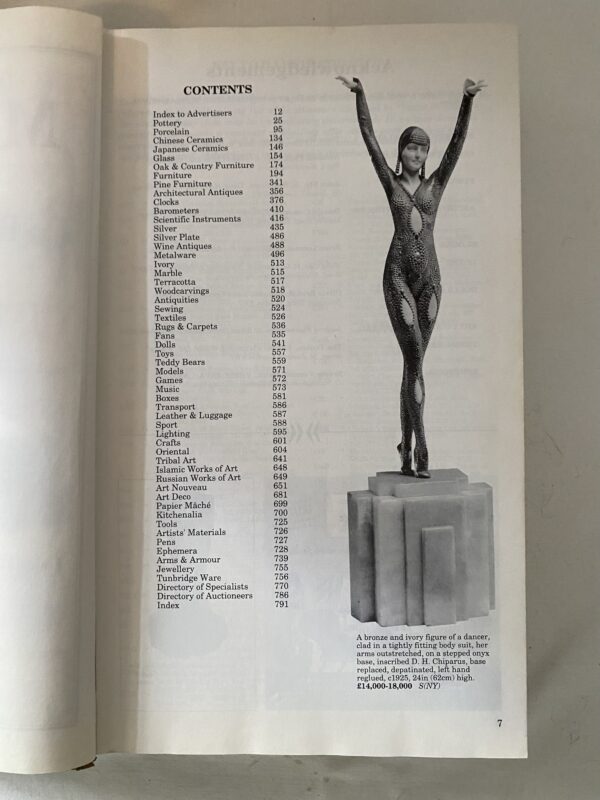 CONTENTS
Index to Advertisers 12
Pottery 25
Porcelain 95
Chinese Ceramics 134
Japanese Ceramics 146
Glass 154
Oak & Country Furniture 174
Furniture 194
Pine Furniture 341
Architectural Antiques 356
Clocks 376
Barometers 410
Scientific Instruments 416
Silver 435
Silver Plate 486
Wine Antiques 488
Metalware 496
Ivory 513
Marble 515
Terracotta 517
Woodcarvings 518
Antiquities 520
Sewing 524
Textiles 526
Rugs & Carpets 536
Fans 535
Dolls 541
Toys 557
Teddy Bears 559
Models 571
Games 572
Music 573
Boxes 581
Transport 586
Leather & Luggage 587
Sport 588
Lighting 595
Crafts 601
Oriental 604
Tribal Art 641
Islamic Works of Art 648
Russian Works of Art 649
Art Nouveau 651
Art Deco 681
Papier Mâché 699
Kitchenalia 700
Tools 725
Artists' Materials 726
Pens 727
Ephemera 728
Arms & Armour 739
Jewellery 755
Tunbridge Ware 756
Directory of Specialists 770
Directory of Auctioneers 786
Index 791
A bronze and ivory figure of a dancer,
clad in a tightly fitting body suit, her
arms outstretched, on a stepped onyx
base, inscribed D. H. Chiparus, base
replaced, depatinated, left hand
reglued, c1925, 24in (62cm) high.
£14,000-18,000 S(NY)
7